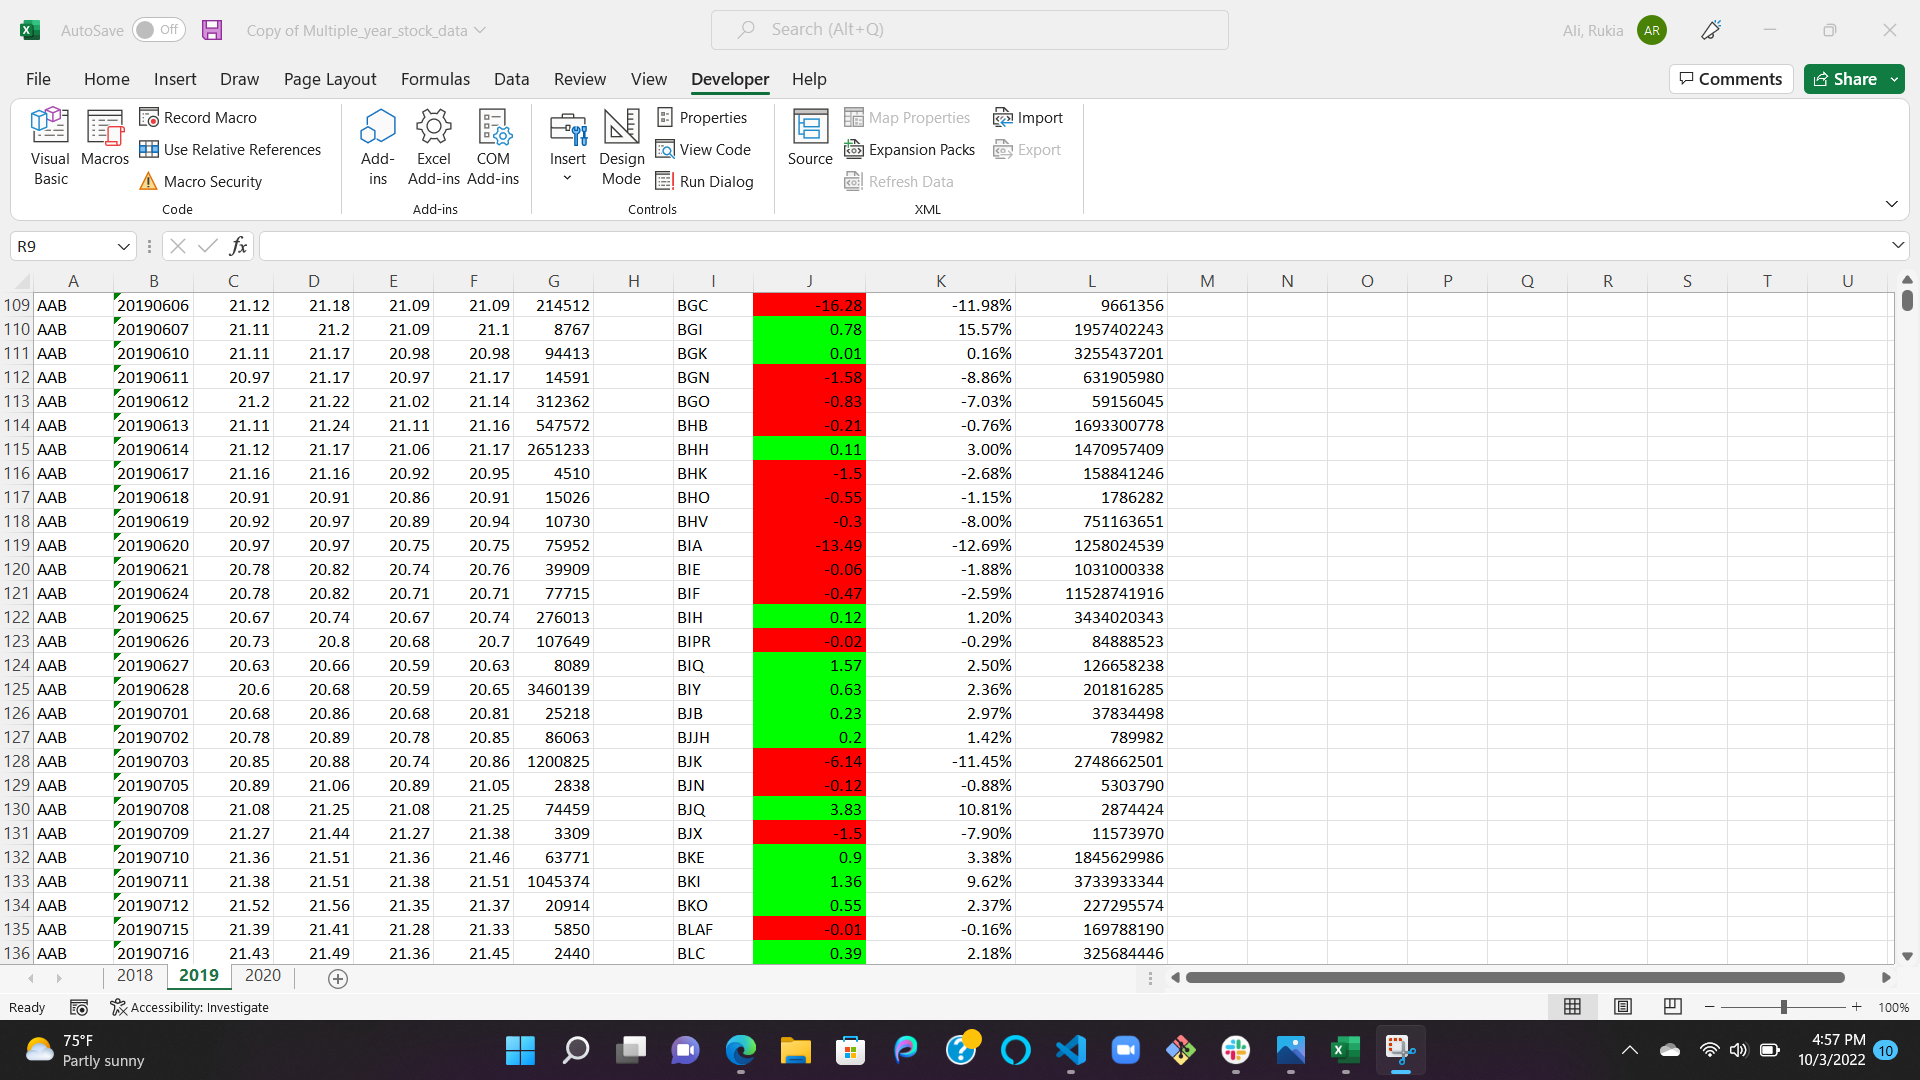 AutoSave Off Copy of Multiple_year_stock_data Search (Alt+Q) Ali, Rukia AR
File Home Insert Draw Page Layout Formulas Data Review View Developer Help Comments Share
Visual Basic Macros Record Macro Use Relative References Macro Security Code
Add-ins Excel Add-ins COM Add-ins Add-ins
Insert Design Mode Properties View Code Run Dialog Controls
Source Map Properties Expansion Packs Refresh Data Import Export XML
R9 fx
A B C D E F G H I J K L M N O P Q R S T U
109 AAB 20190606 21.12 21.18 21.09 21.09 214512 BGC -16.28 -11.98% 9661356
110 AAB 20190607 21.11 21.2 21.09 21.1 8767 BGI 0.78 15.57% 1957402243
111 AAB 20190610 21.11 21.17 20.98 20.98 94413 BGK 0.01 0.16% 3255437201
112 AAB 20190611 20.97 21.17 20.97 21.17 14591 BGN -1.58 -8.86% 631905980
113 AAB 20190612 21.2 21.22 21.02 21.14 312362 BGO -0.83 -7.03% 59156045
114 AAB 20190613 21.11 21.24 21.11 21.16 547572 BHB -0.21 -0.76% 1693300778
115 AAB 20190614 21.12 21.17 21.06 21.17 2651233 BHH 0.11 3.00% 1470957409
116 AAB 20190617 21.16 21.16 20.92 20.95 4510 BHK -1.5 -2.68% 158841246
117 AAB 20190618 20.91 20.91 20.86 20.91 15026 BHO -0.55 -1.15% 1786282
118 AAB 20190619 20.92 20.97 20.89 20.94 10730 BHV -0.3 -8.00% 751163651
119 AAB 20190620 20.97 20.97 20.75 20.75 75952 BIA -13.49 -12.69% 1258024539
120 AAB 20190621 20.78 20.82 20.74 20.76 39909 BIE -0.06 -1.88% 1031000338
121 AAB 20190624 20.78 20.82 20.71 20.71 77715 BIF -0.47 -2.59% 11528741916
122 AAB 20190625 20.67 20.74 20.67 20.74 276013 BIH 0.12 1.20% 3434020343
123 AAB 20190626 20.73 20.8 20.68 20.7 107649 BIPR -0.02 -0.29% 84888523
124 AAB 20190627 20.63 20.66 20.59 20.63 8089 BIQ 1.57 2.50% 126658238
125 AAB 20190628 20.6 20.68 20.59 20.65 3460139 BIY 0.63 2.36% 201816285
126 AAB 20190701 20.68 20.86 20.68 20.81 25218 BJB 0.23 2.97% 37834498
127 AAB 20190702 20.78 20.89 20.78 20.85 86063 BJJH 0.2 1.42% 789982
128 AAB 20190703 20.85 20.88 20.74 20.86 1200825 BJK -6.14 -11.45% 2748662501
129 AAB 20190705 20.89 21.06 20.89 21.05 2838 BJN -0.12 -0.88% 5303790
130 AAB 20190708 21.08 21.25 21.08 21.25 74459 BJQ 3.83 10.81% 2874424
131 AAB 20190709 21.27 21.44 21.27 21.38 3309 BJX -1.5 -7.90% 11573970
132 AAB 20190710 21.36 21.51 21.36 21.46 63771 BKE 0.9 3.38% 1845629986
133 AAB 20190711 21.38 21.51 21.38 21.51 1045374 BKI 1.36 9.62% 3733933344
134 AAB 20190712 21.52 21.56 21.35 21.37 20914 BKO 0.55 2.37% 227295574
135 AAB 20190715 21.39 21.41 21.28 21.33 5850 BLAF -0.01 -0.16% 169788190
136 AAB 20190716 21.43 21.49 21.36 21.45 2440 BLC 0.39 2.18% 325684446
2018 2019 2020
Ready Accessibility: Investigate 100%
75°F
Partly sunny
4:57 PM
10/3/2022 10